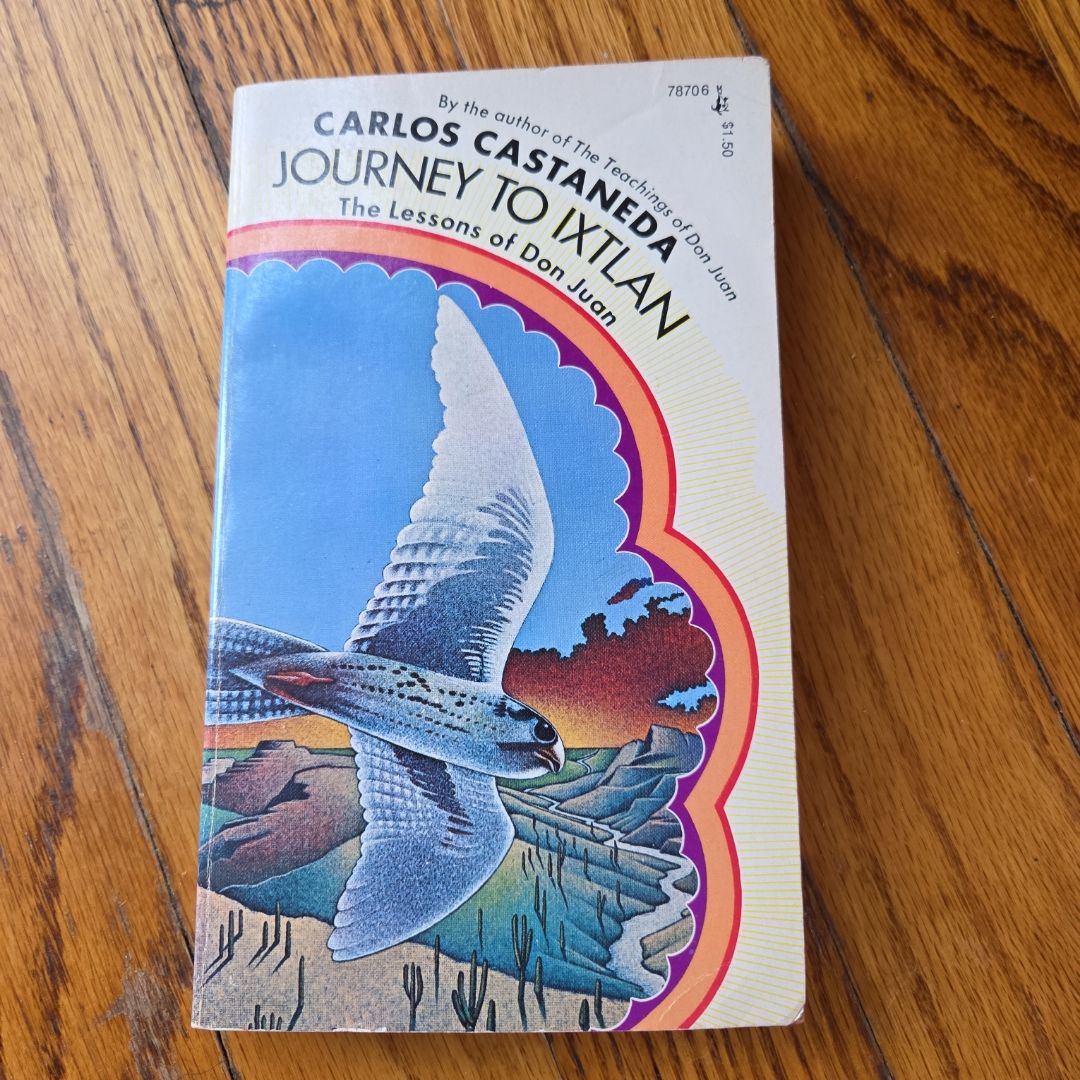 78706
$1.50
By the author of The Teachings of Don Juan
CARLOS CASTANEDA
JOURNEY TO IXTLAN
The Lessons of Don Juan